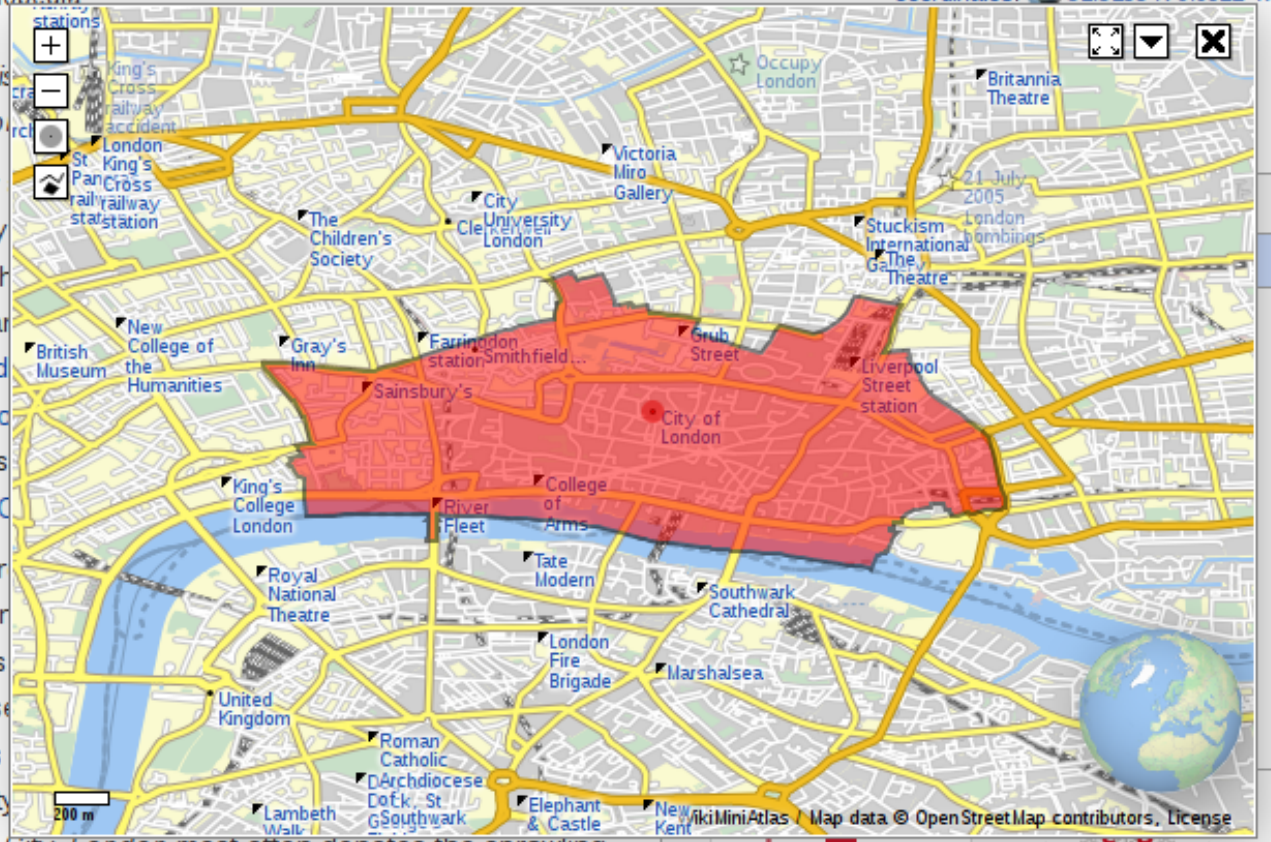 stations
King's
Cross
railway
accident
London
King's
Cross
railway
station
St
Occupy
London
Britannia
Theatre
Victoria
Miro
Gallery
21 July
2005
London
bombings
City
University
London
The
Children's
Society
Stuckism
International
The
Theatre
New
College of
the
Humanities
British
Museum
Gray's
Inn
Farringdon
station
Smithfield...
Grub
Street
Sainsbury's
Liverpool
Street
station
City of
London
King's
College
London
College
of
Arms
River
Fleet
Tate
Modern
Royal
National
Theatre
Southwark
Cathedral
London
Fire
Brigade
Marshalsea
United
Kingdom
Roman
Catholic
Archdiocese
of
Southwark
200 m
Lambeth
Walk
Elephant
& Castle
New
Kent
WikiMiniAtlas / Map data © OpenStreetMap contributors, License